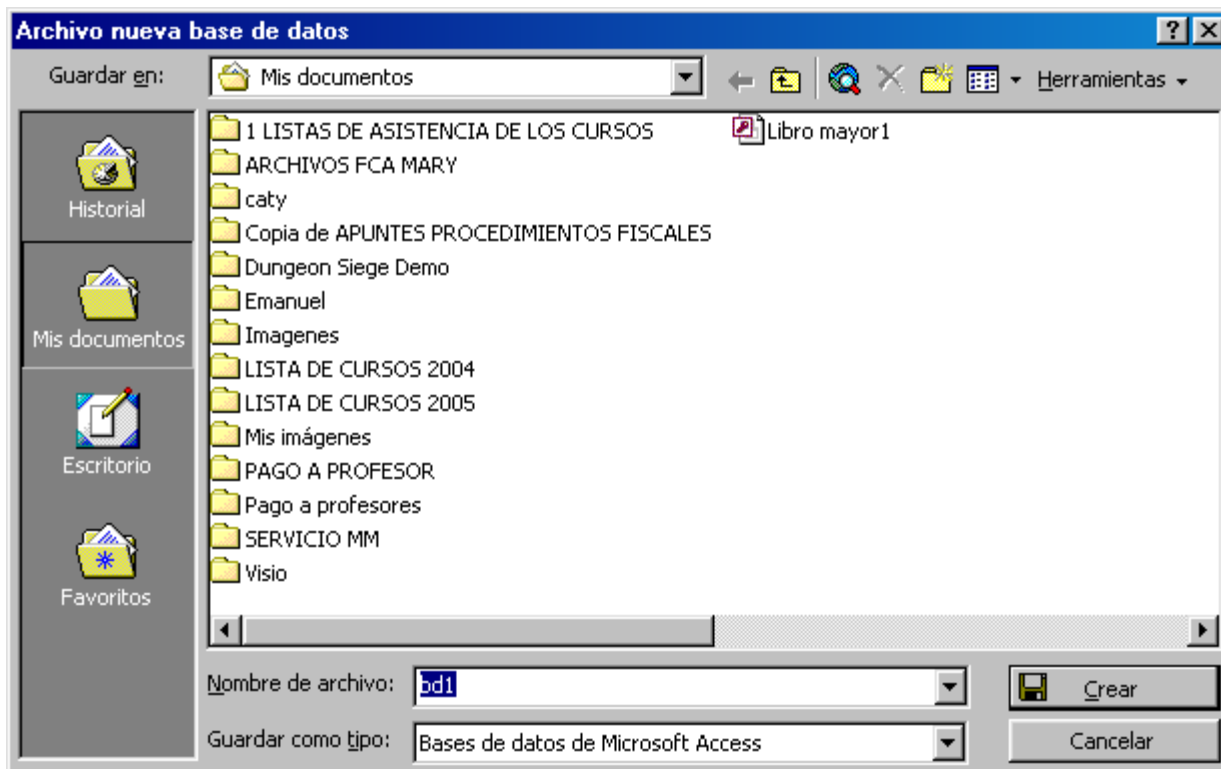 Archivo nueva base de datos
Guardar en:
Mis documentos
Herramientas
Historial
Mis documentos
Escritorio
Favoritos
1 LISTAS DE ASISTENCIA DE LOS CURSOS
ARCHIVOS FCA MARY
caty
Copia de APUNTES PROCEDIMIENTOS FISCALES
Dungeon Siege Demo
Emanuel
Imagenes
LISTA DE CURSOS 2004
LISTA DE CURSOS 2005
Mis imágenes
PAGO A PROFESOR
Pago a profesores
SERVICIO MM
Visio
Libro mayor1
Nombre de archivo:
bd1
Crear
Guardar como tipo:
Bases de datos de Microsoft Access
Cancelar